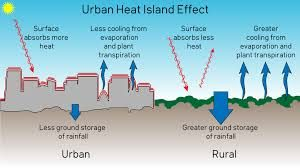 Urban Heat Island Effect
Surface
absorbs more
heat
Less cooling from
evaporation and
plant
transpiration
Surface
absorbs less
heat
Greater
cooling from
evaporation and
plant transpiration
Less ground storage
of rainfall
Greater ground storage
of rainfall
Urban
Rural